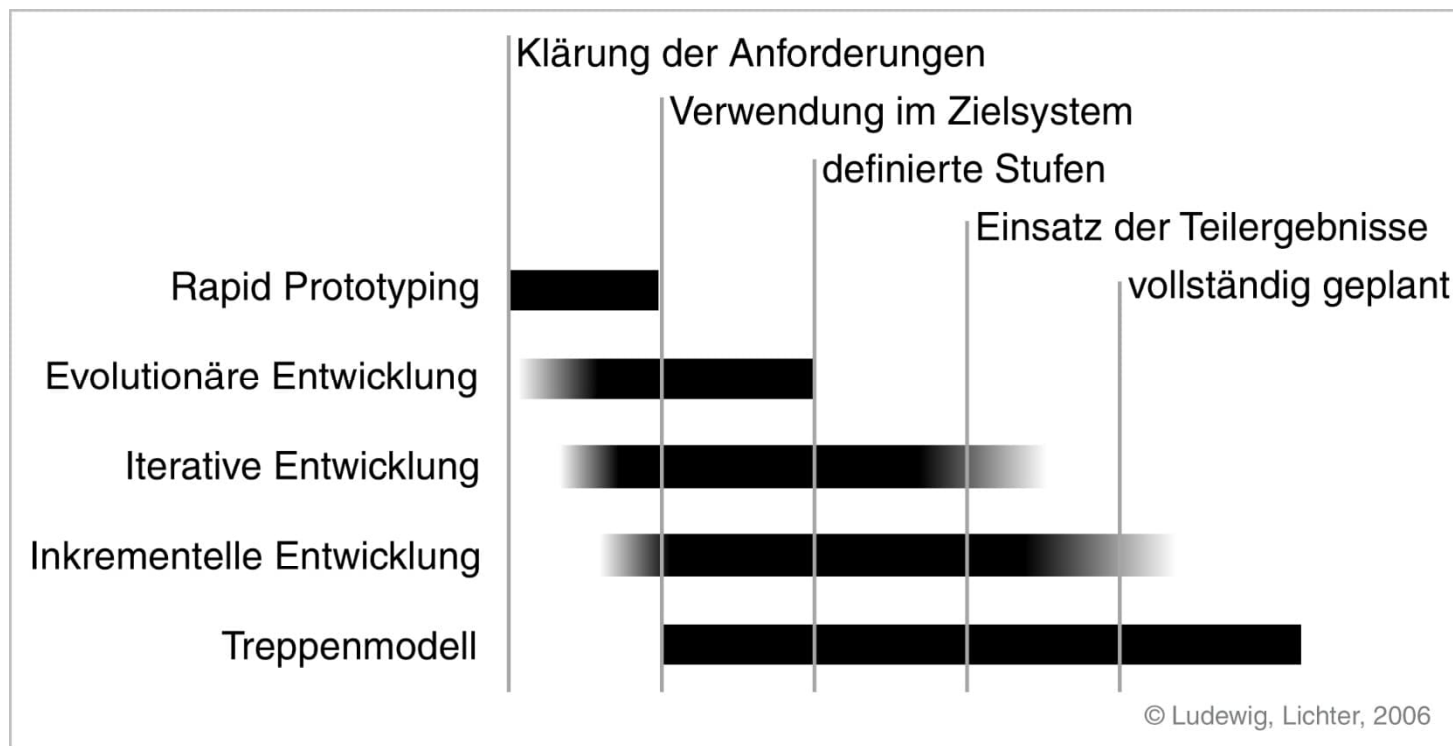 Klärung der Anforderungen
Verwendung im Zielsystem
definierte Stufen
Einsatz der Teilergebnisse
vollständig geplant
Rapid Prototyping
Evolutionäre Entwicklung
Iterative Entwicklung
Inkrementelle Entwicklung
Treppenmodell
© Ludewig, Lichter, 2006